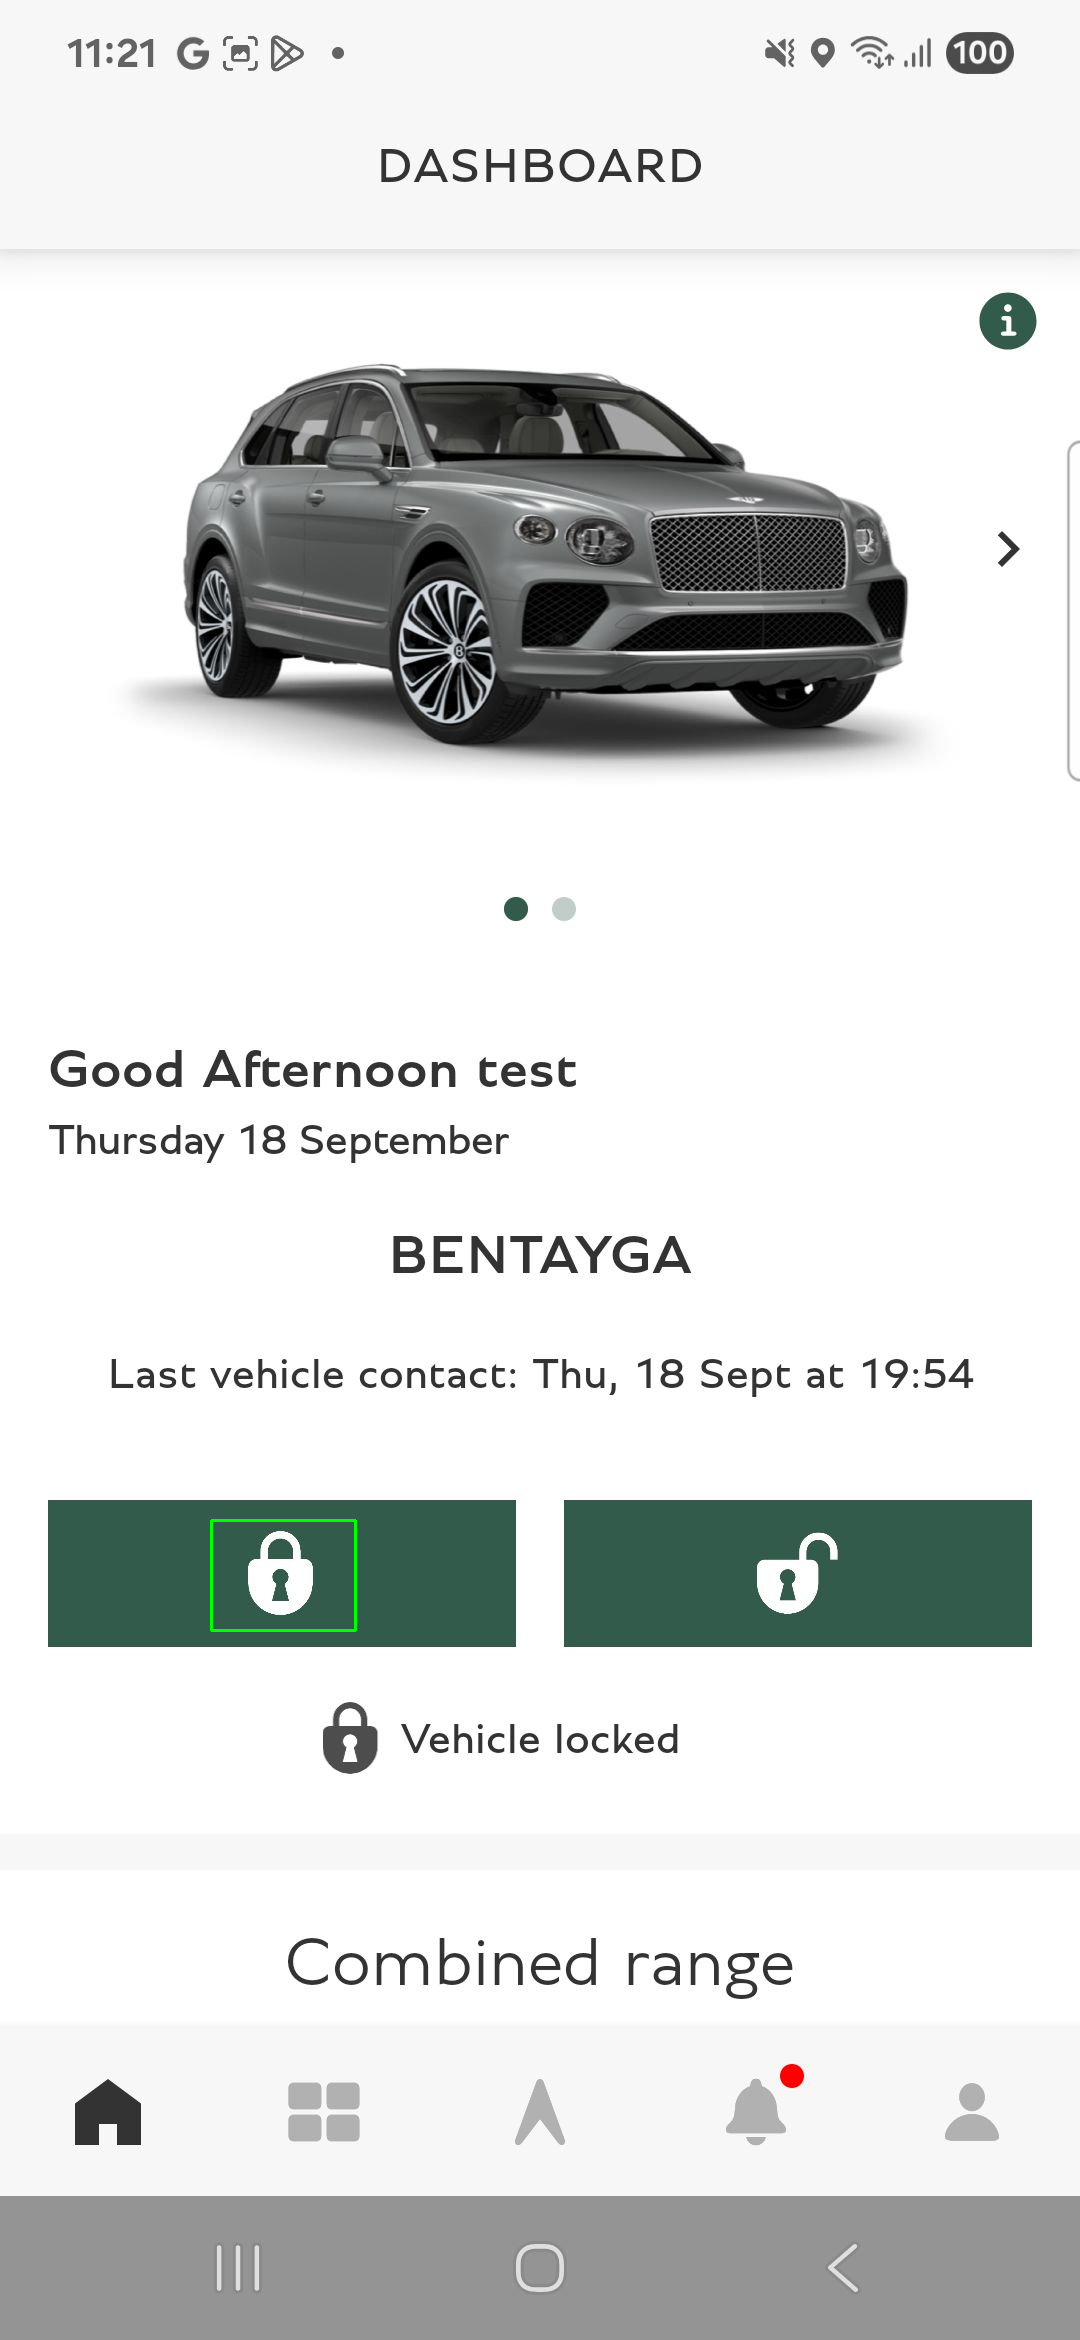 11:21
100
DASHBOARD
Good Afternoon test
Thursday 18 September
BENTAYGA
Last vehicle contact: Thu, 18 Sept at 19:54
Vehicle locked
Combined range